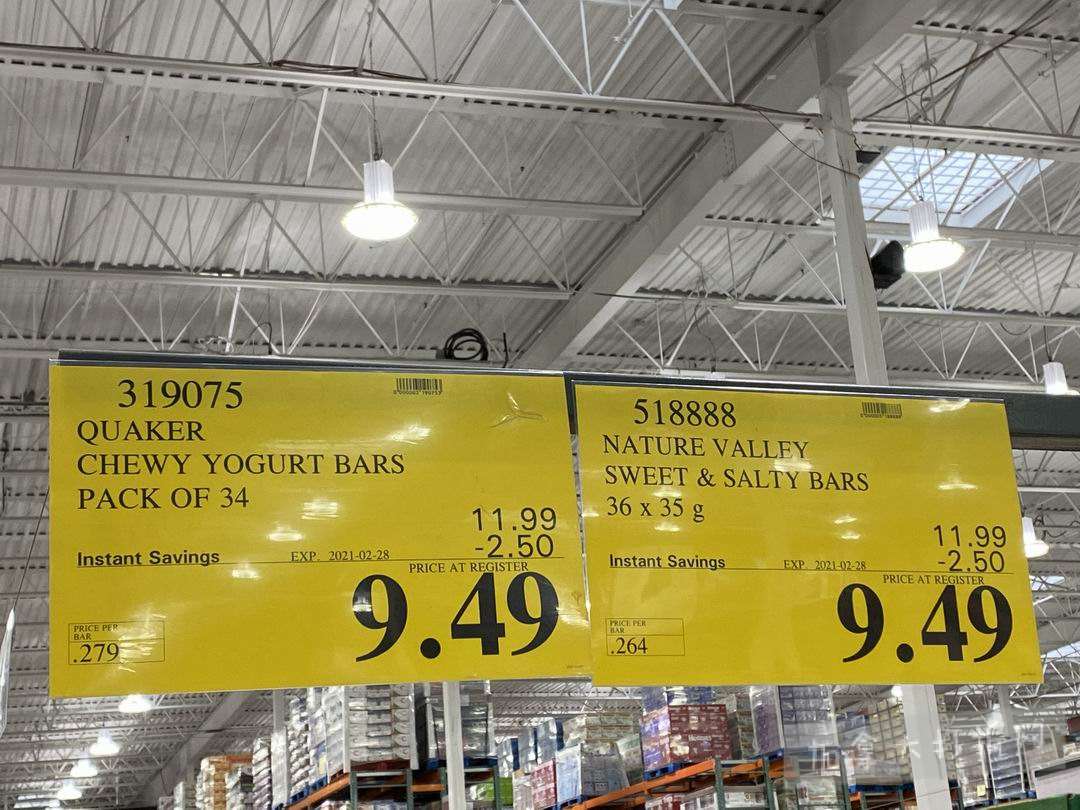 319075
QUAKER
CHEWY YOGURT BARS
PACK OF 34
11.99
Instant Savings EXP. 2021-02-28 -2.50
PRICE AT REGISTER
9.49
PRICE PER
BAR
.279
518888
NATURE VALLEY
SWEET & SALTY BARS
36 x 35 g
11.99
Instant Savings EXP 2021-02-28 -2.50
PRICE AT REGISTER
9.49
PRICE PER
BAR
.264